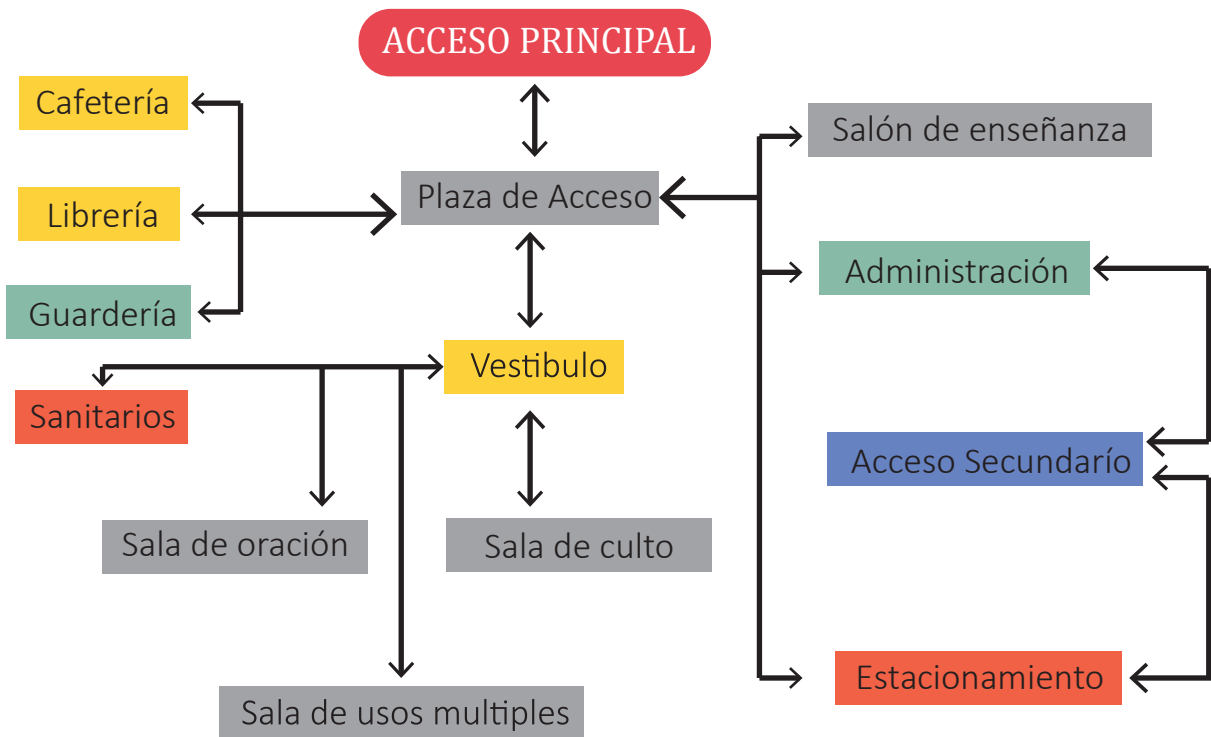 ACCESO PRINCIPAL
Cafetería
Salón de enseñanza
Plaza de Acceso
Librería
Administración
Guardería
Vestibulo
Sanitarios
Acceso Secundarío
Sala de oración
Sala de culto
Estacionamiento
Sala de usos multiples